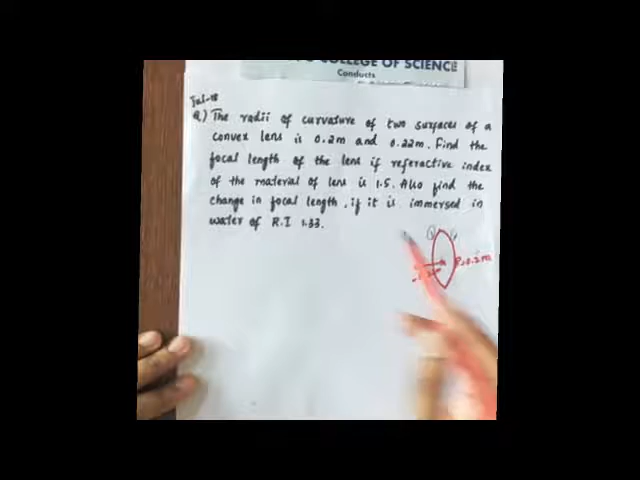 COLLEGE OF SCIENCE
Conducts
Jul-18
Q) The radii of curvature of two surfaces of a
convex lens is 0.2m and 0.22m. Find the
focal length of the lens if referactive index
of the material of lens is 1.5. Also find the
change in focal length, if it is immersed in
water of R.I 1.33.